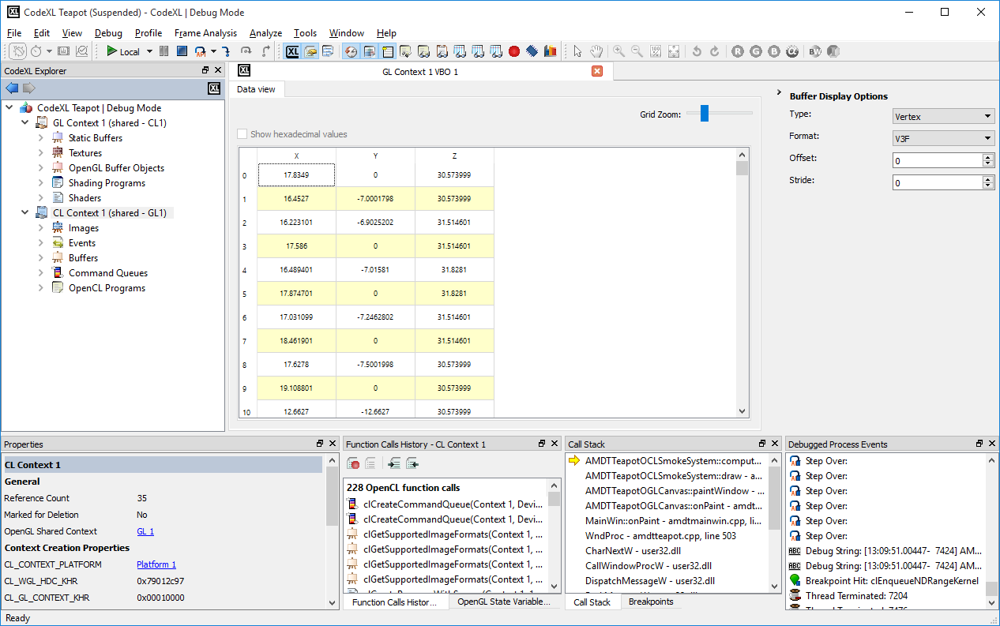 XL CodeXL Teapot (Suspended) - CodeXL | Debug Mode
File Edit View Debug Profile Frame Analysis Analyze Tools Window Help
Local XL R G B
CodeXL Explorer
XL
CodeXL Teapot | Debug Mode
GL Context 1 (shared - CL1)
Static Buffers
Textures
OpenGL Buffer Objects
Shading Programs
Shaders
CL Context 1 (shared - GL1)
Images
Events
Buffers
Command Queues
OpenCL Programs
XL GL Context 1 VBO 1
Data view
Grid Zoom:
Show hexadecimal values
X Y Z
0 17.8349 0 30.573999
1 16.4527 -7.0001798 30.573999
2 16.223101 -6.9025202 31.514601
3 17.586 0 31.514601
4 16.489401 -7.01581 31.8281
5 17.874701 0 31.8281
6 17.031099 -7.2462802 31.514601
7 18.461901 0 31.514601
8 17.6278 -7.5001998 30.573999
9 19.108801 0 30.573999
10 12.6627 -12.6627 30.573999
Buffer Display Options
Type: Vertex
Format: V3F
Offset: 0
Stride: 0
Properties
CL Context 1
General
Reference Count 35
Marked for Deletion No
OpenGL Shared Context GL 1
Context Creation Properties
CL_CONTEXT_PLATFORM Platform 1
CL_WGL_HDC_KHR 0x79012c97
CL_GL_CONTEXT_KHR 0x00010000
Function Calls History - CL Context 1
228 OpenCL function calls
clCreateCommandQueue(Context 1, Devi...
clCreateCommandQueue(Context 1, Devi...
clGetSupportedImageFormats(Context 1, ...
clGetSupportedImageFormats(Context 1, ...
clGetSupportedImageFormats(Context 1, ...
clGetSupportedImageFormats(Context 1, ...
Function Calls Histor... OpenGL State Variable...
Call Stack
AMDTTeapotOCLSmokeSystem::comput...
AMDTTeapotOCLSmokeSystem::draw - a...
AMDTTeapotOGLCanvas::paintWindow - ...
AMDTTeapotOGLCanvas::onPaint - amdt...
MainWin::onPaint - amdtmainwin.cpp, li...
WndProc - amdtteapot.cpp, line 503
CharNextW - user32.dll
CallWindowProcW - user32.dll
DispatchMessageW - user32.dll
Call Stack Breakpoints
Debugged Process Events
Step Over:
Step Over:
Step Over:
Step Over:
Step Over:
Step Over:
ABC Debug String: [13:09:51.00447- 7424] AM...
ABC Debug String: [13:09:51.00447- 7424] AM...
Breakpoint Hit: clEnqueueNDRangeKernel
Thread Terminated: 7204
Ready